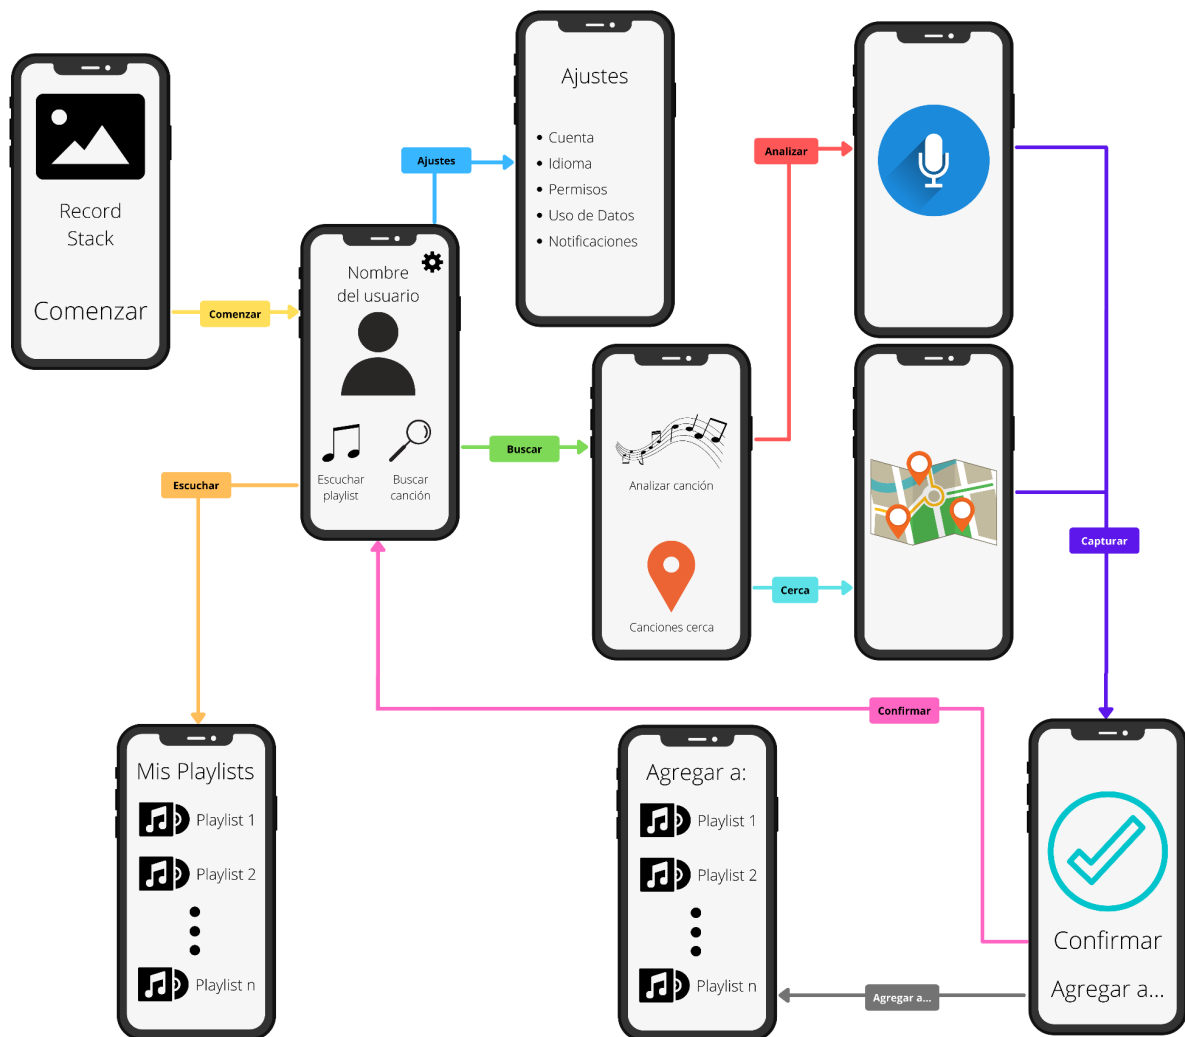 Record
Stack
Comenzar
Comenzar
Nombre
del usuario
Escuchar
playlist
Buscar
canción
Ajustes
Ajustes
Cuenta
Idioma
Permisos
Uso de Datos
Notificaciones
Buscar
Analizar canción
Canciones cerca
Analizar
Cerca
Capturar
Escuchar
Mis Playlists
Playlist 1
Playlist 2
Playlist n
Confirmar
Agregar a:
Playlist 1
Playlist 2
Playlist n
Agregar a...
Confirmar
Agregar a...